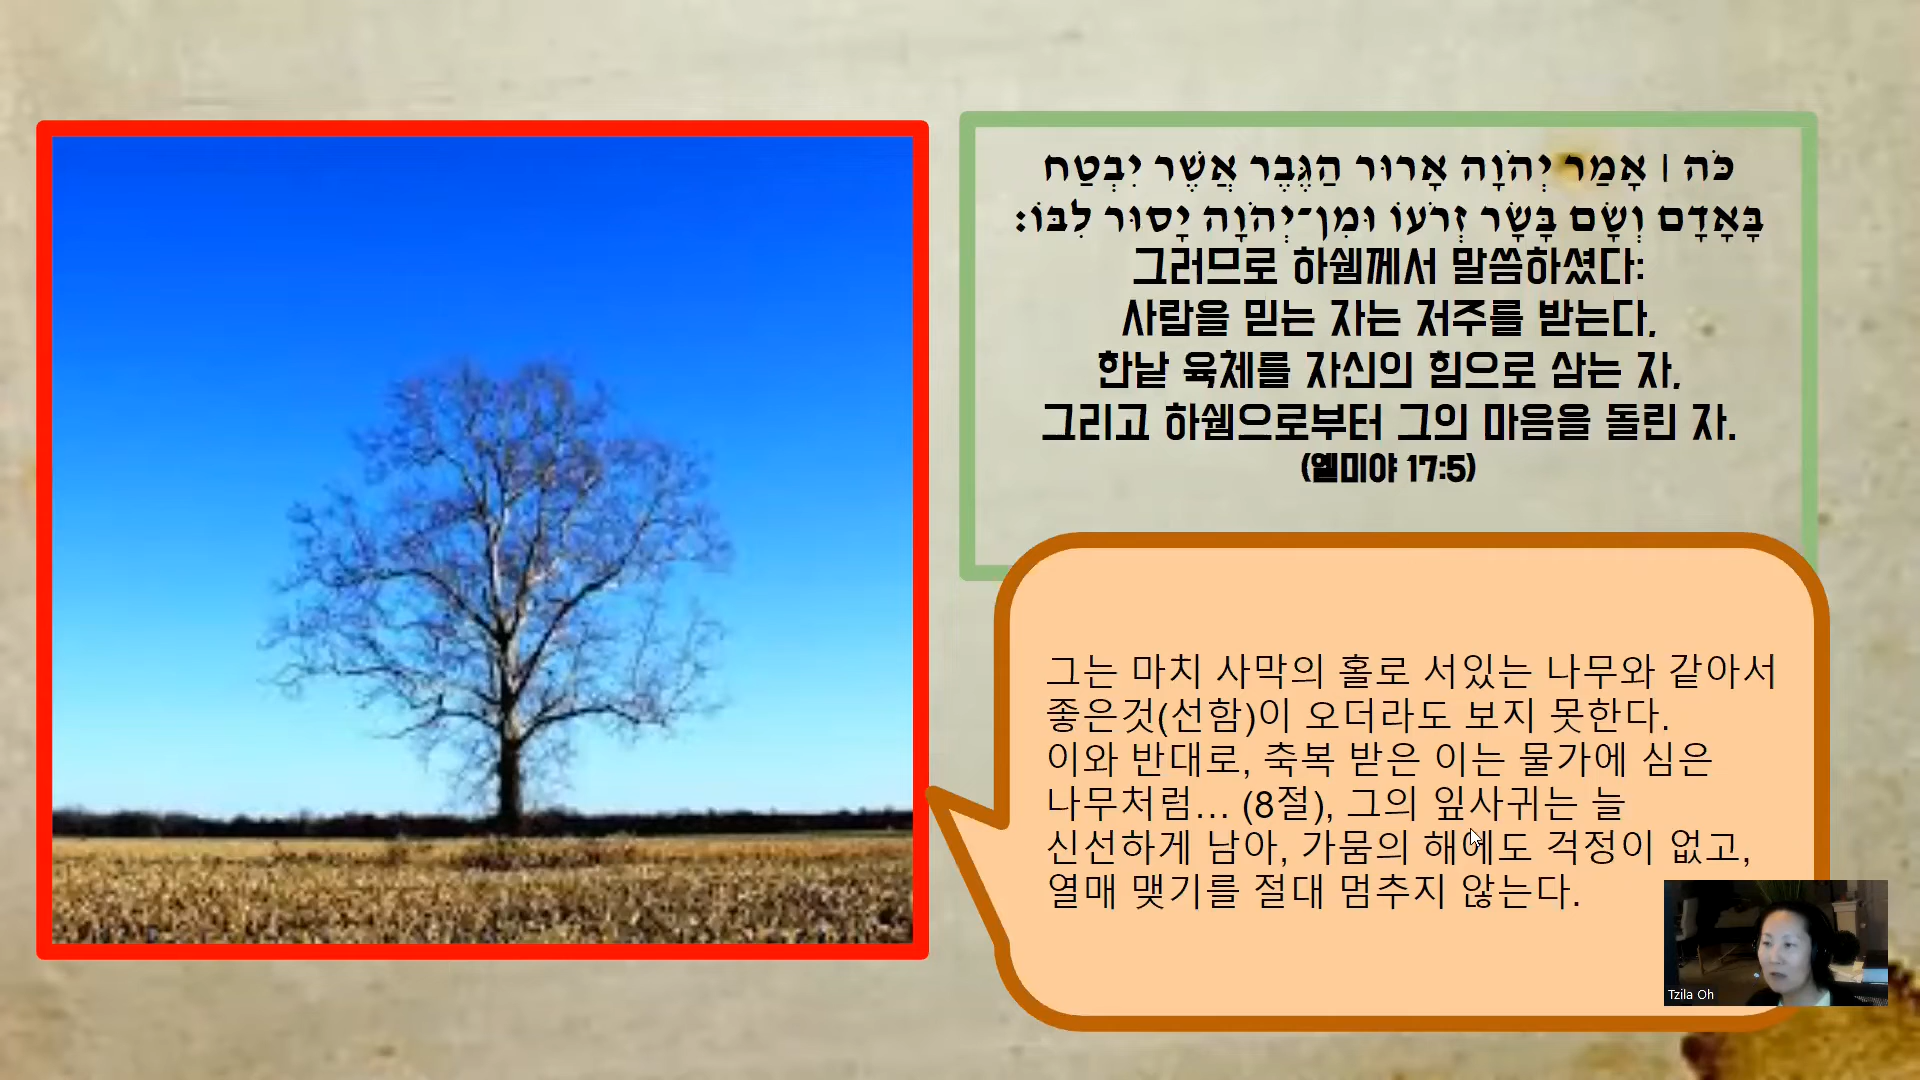 כֹּה ׀ אָמַר יְהֹוָה אָרוּר הַגֶּבֶר אֲשֶׁר יִבְטַח
בָּאָדָם וְשָׂם בָּשָׂר זְרֹעוֹ וּמִן־יְהֹוָה יָסוּר לִבּוֹ׃
그러므로 하쉠께서 말씀하셨다:
사람을 믿는 자는 저주를 받는다,
한낱 육체를 자신의 힘으로 삼는 자,
그리고 하쉠으로부터 그의 마음을 돌린 자.
(옐미야 17:5)
그는 마치 사막의 홀로 서있는 나무와 같아서
좋은것(선함)이 오더라도 보지 못한다.
이와 반대로, 축복 받은 이는 물가에 심은
나무처럼... (8절), 그의 잎사귀는 늘
신선하게 남아, 가뭄의 해에도 걱정이 없고,
열매 맺기를 절대 멈추지 않는다.
Tzila Oh